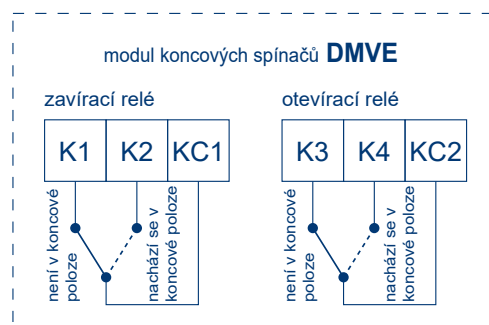 modul koncových spínačů DMVE
zavírací relé
K1 K2 KC1
není v koncové
poloze
nachází se v
koncové poloze
otevírací relé
K3 K4 KC2
není v koncové
poloze
nachází se v
koncové poloze